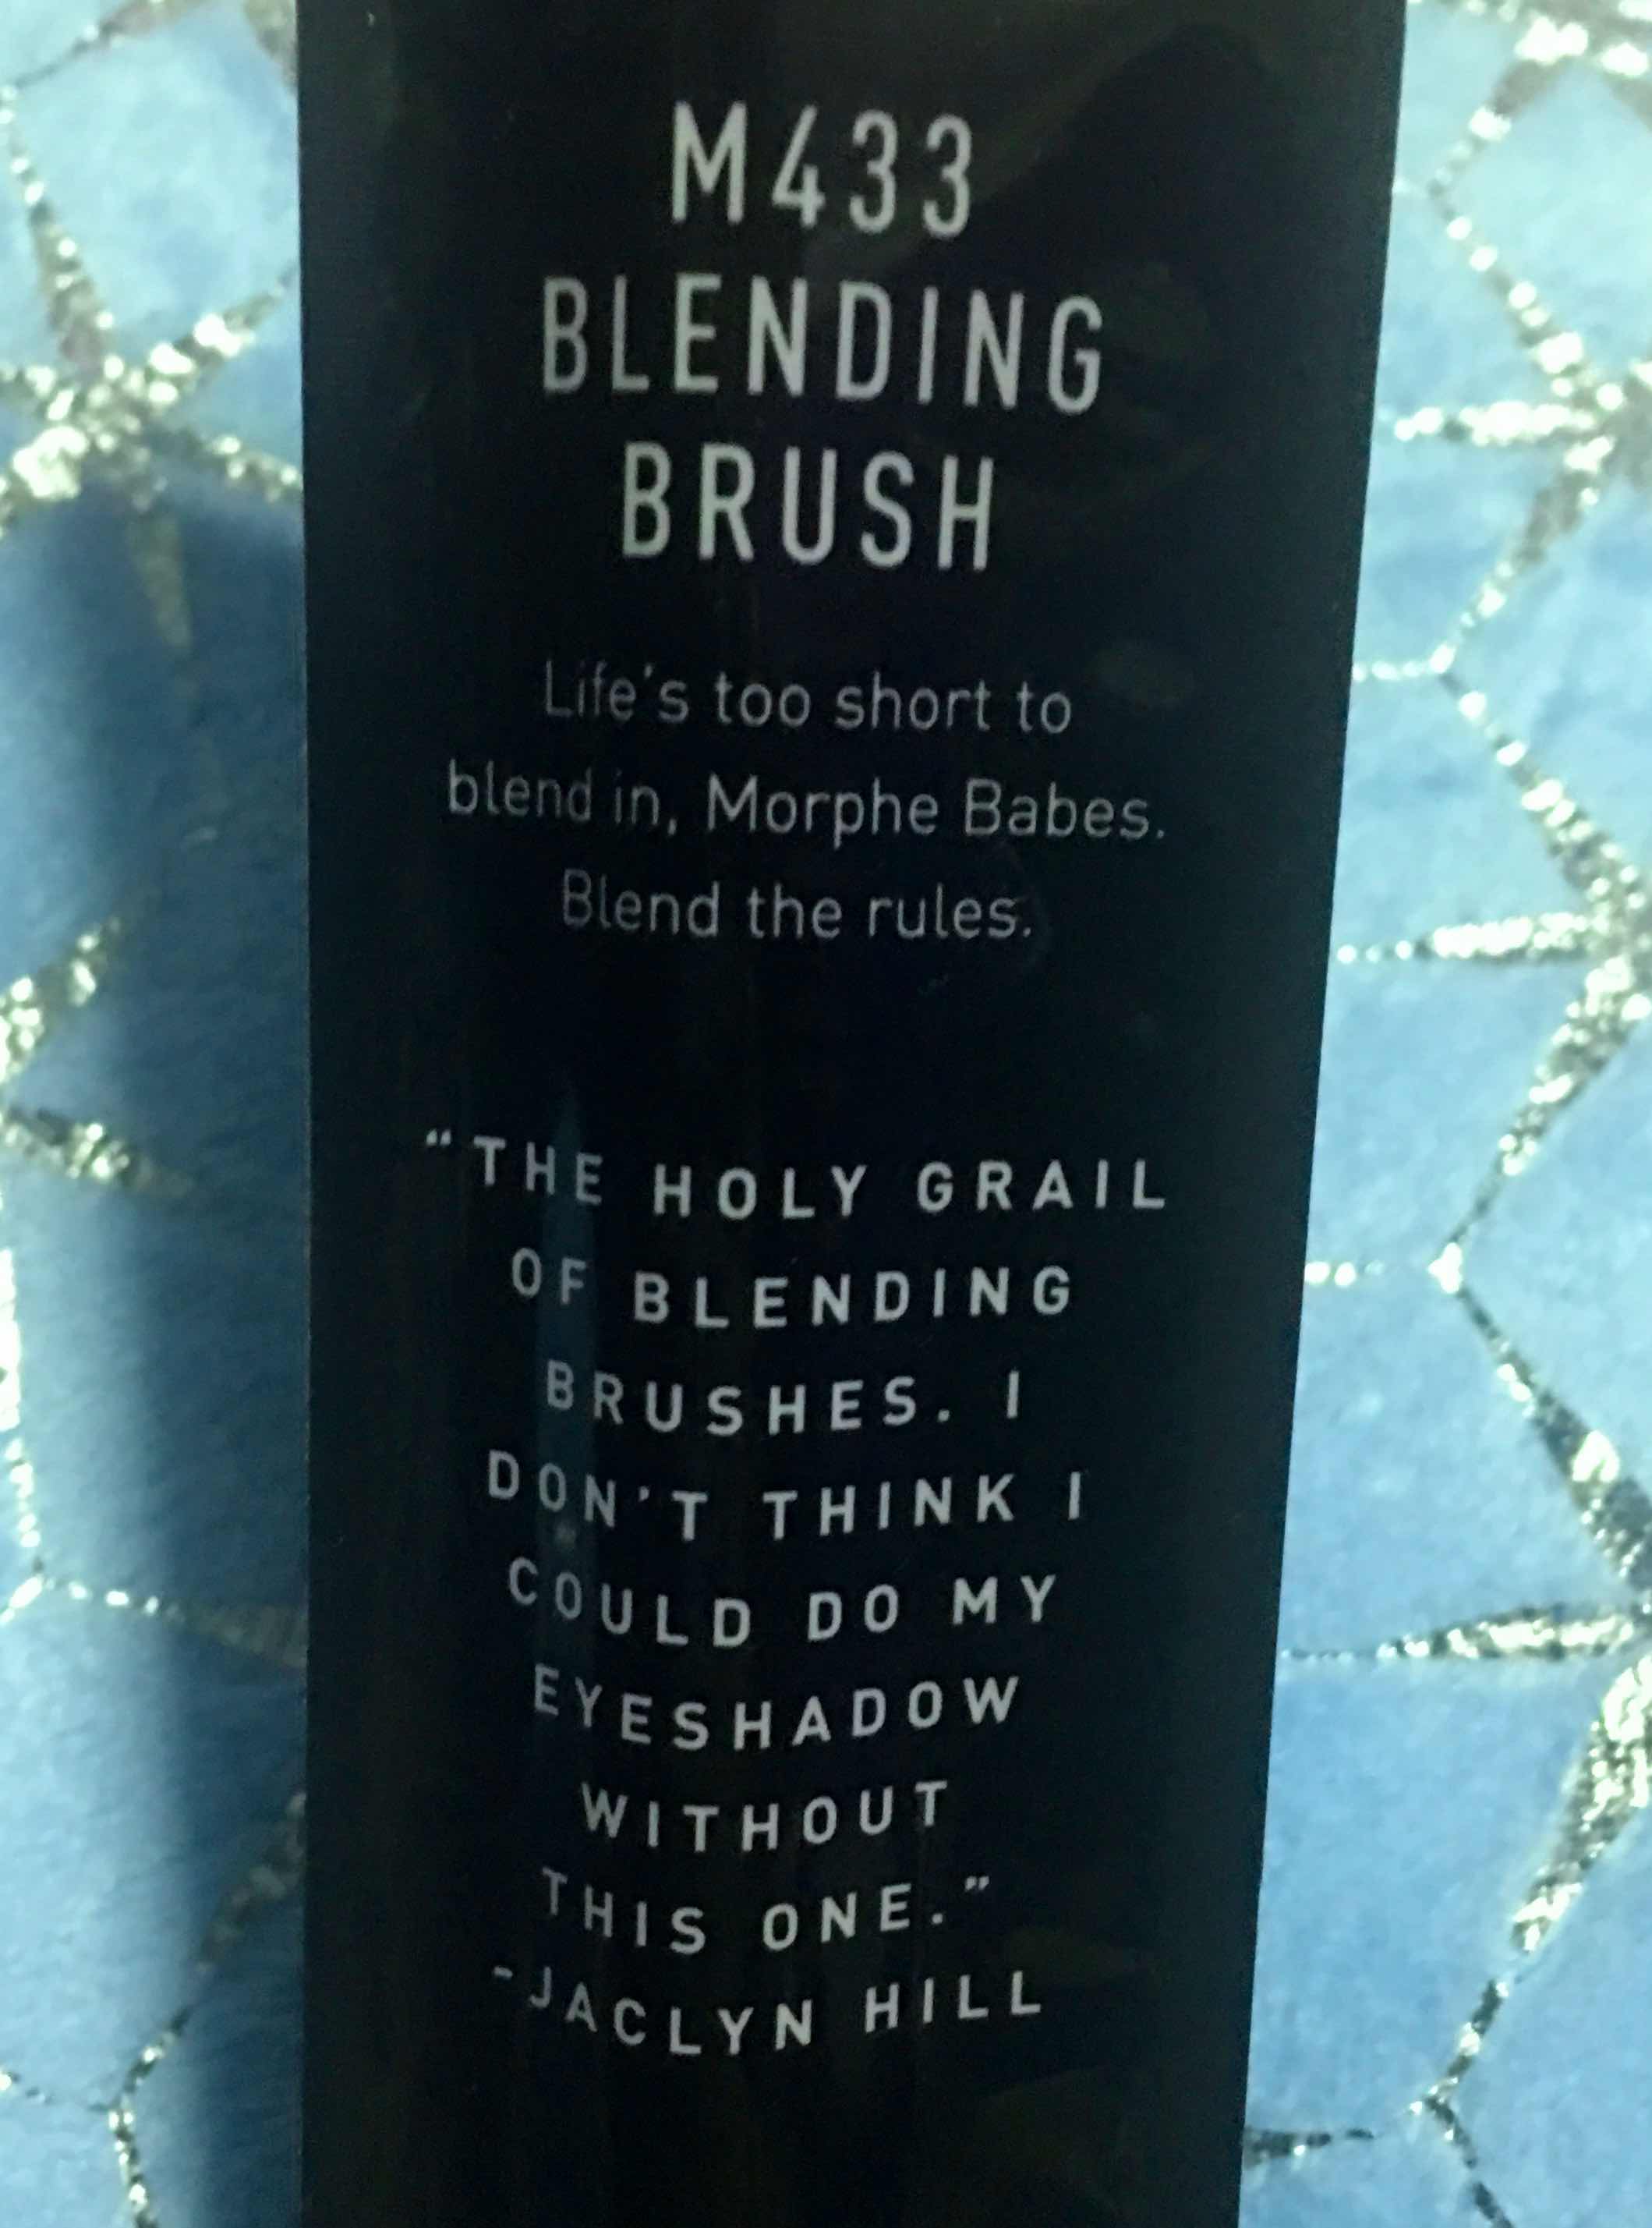 M433
BLENDING
BRUSH
Life's too short to
blend in, Morphe Babes.
Blend the rules.
“THE HOLY GRAIL
OF BLENDING
BRUSHES. I
DON'T THINK I
COULD DO MY
EYESHADOW
WITHOUT
THIS ONE.”
-JACLYN HILL